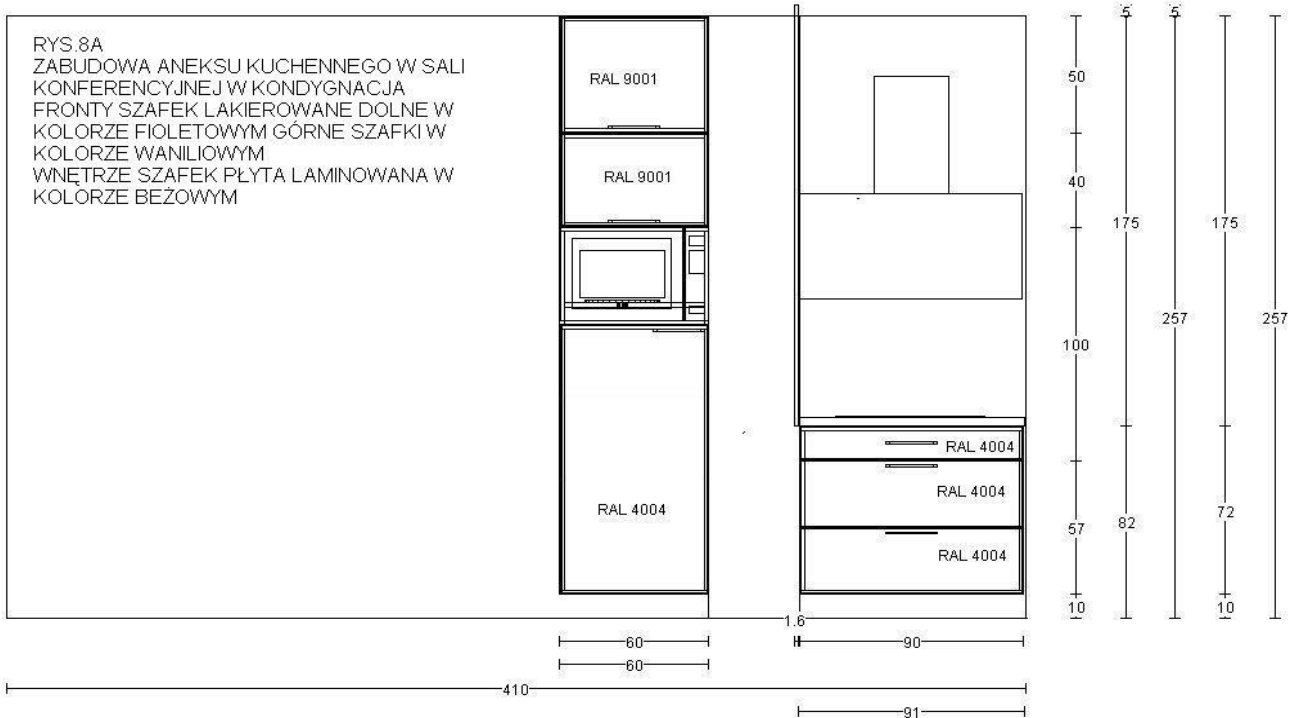 RYS.8A
ZABUDOWA ANEKSU KUCHENNEGO W SALI
KONFERENCYJNEJ W KONDYGNACJA
FRONTY SZAFEK LAKIEROWANE DOLNE W
KOLORZE FIOLETOWYM GÓRNE SZAFKI W
KOLORZE WANILIOWYM
WNĘTRZE SZAFEK PŁYTA LAMINOWANA W
KOLORZE BEŻOWYM
RAL 9001
RAL 9001
RAL 4004
RAL 4004
RAL 4004
RAL 4004
50
40
100
57
10
5
175
82
5
257
175
72
10
257
1.6
60
90
60
410
91